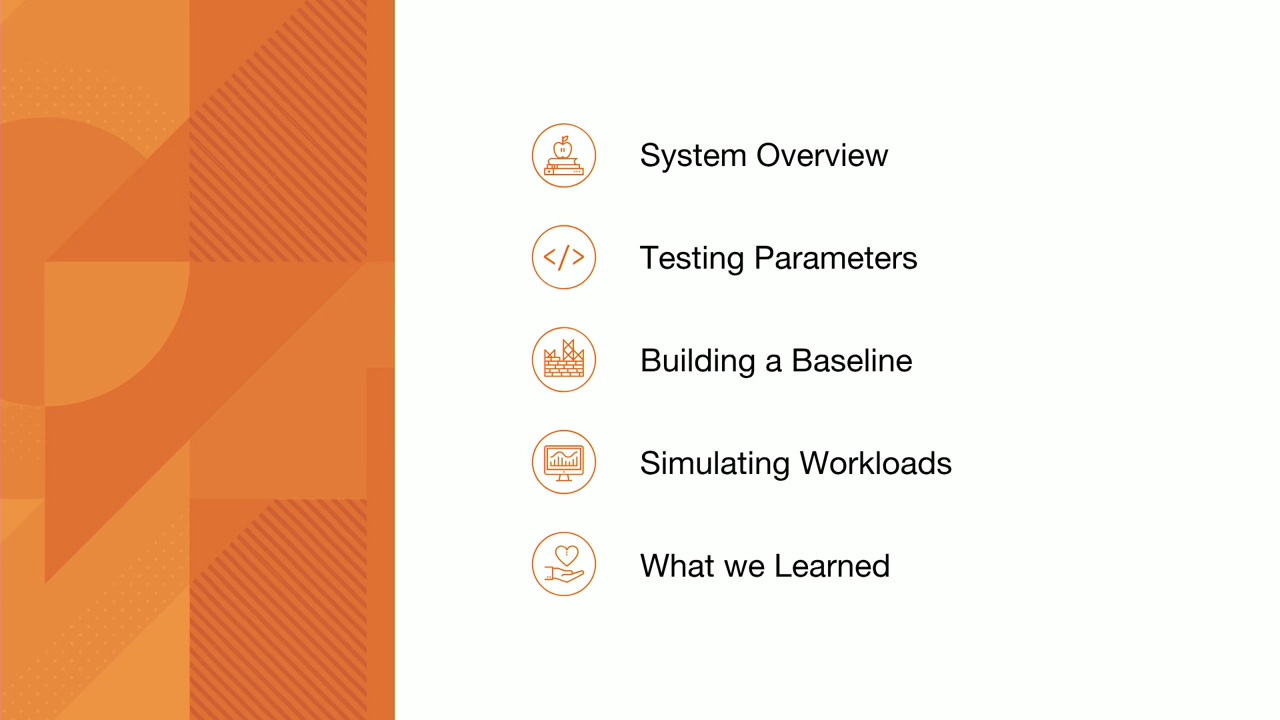 System Overview
Testing Parameters
Building a Baseline
Simulating Workloads
What we Learned